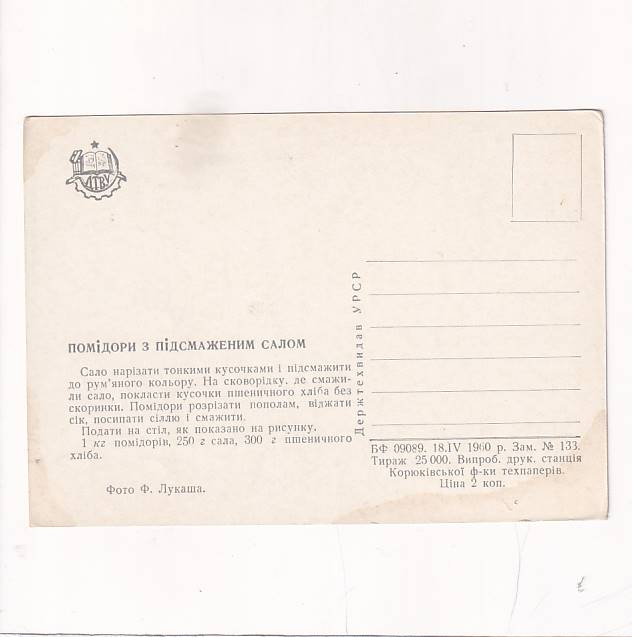 ДТВУ
ПОМІДОРИ З ПІДСМАЖЕНИМ САЛОМ
Сало нарізати тонкими кусочками і підсмажити
до рум'яного кольору. На сковорідку, де смажи-
ли сало, покласти кусочки пшеничного хліба без
скоринки. Помідори розрізати пополам, віджати
сік, посипати сіллю і смажити.
Подати на стіл, як показано на рисунку.
1 кг помідорів, 250 г сала, 300 г пшеничного
хліба.
Фото Ф. Лукаша.
Держтехвидав УРСР
БФ 09089. 18.IV 1960 р. Зам. № 133.
Тираж 25 000. Випроб. друк. станція
Корюківської ф-ки техпаперів.
Ціна 2 коп.